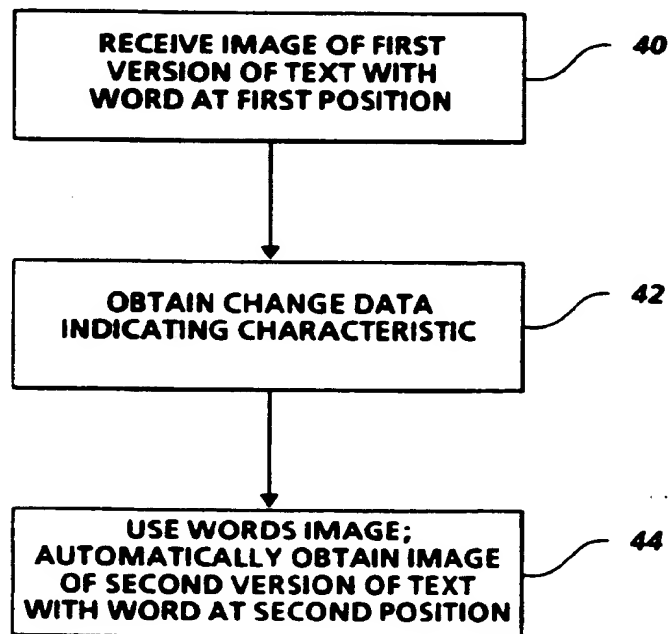 RECEIVE IMAGE OF FIRST
VERSION OF TEXT WITH
WORD AT FIRST POSITION
40
OBTAIN CHANGE DATA
INDICATING CHARACTERISTIC
42
USE WORDS IMAGE;
AUTOMATICALLY OBTAIN IMAGE
OF SECOND VERSION OF TEXT
WITH WORD AT SECOND POSITION
44